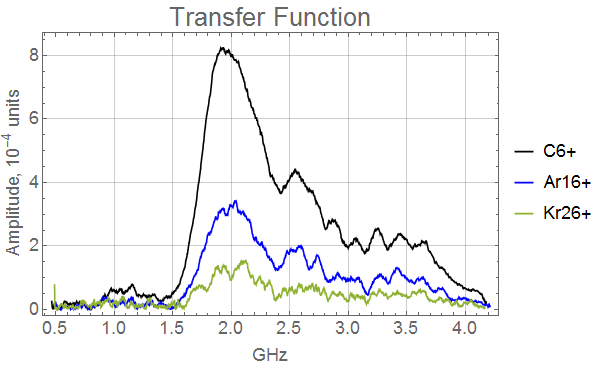 Transfer Function
Amplitude, 10⁻⁴ units
8
6
4
2
0
0.5 1.0 1.5 2.0 2.5 3.0 3.5 4.0
GHz
C6+
Ar16+
Kr26+